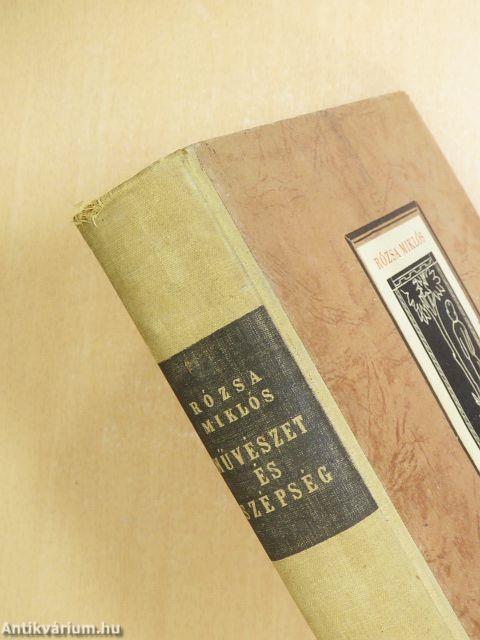 RÓZSA
MIKLÓS
MŰVÉSZET
ÉS
SZÉPSÉG
RÓZSA MIKLÓS
Antikvárium.hu